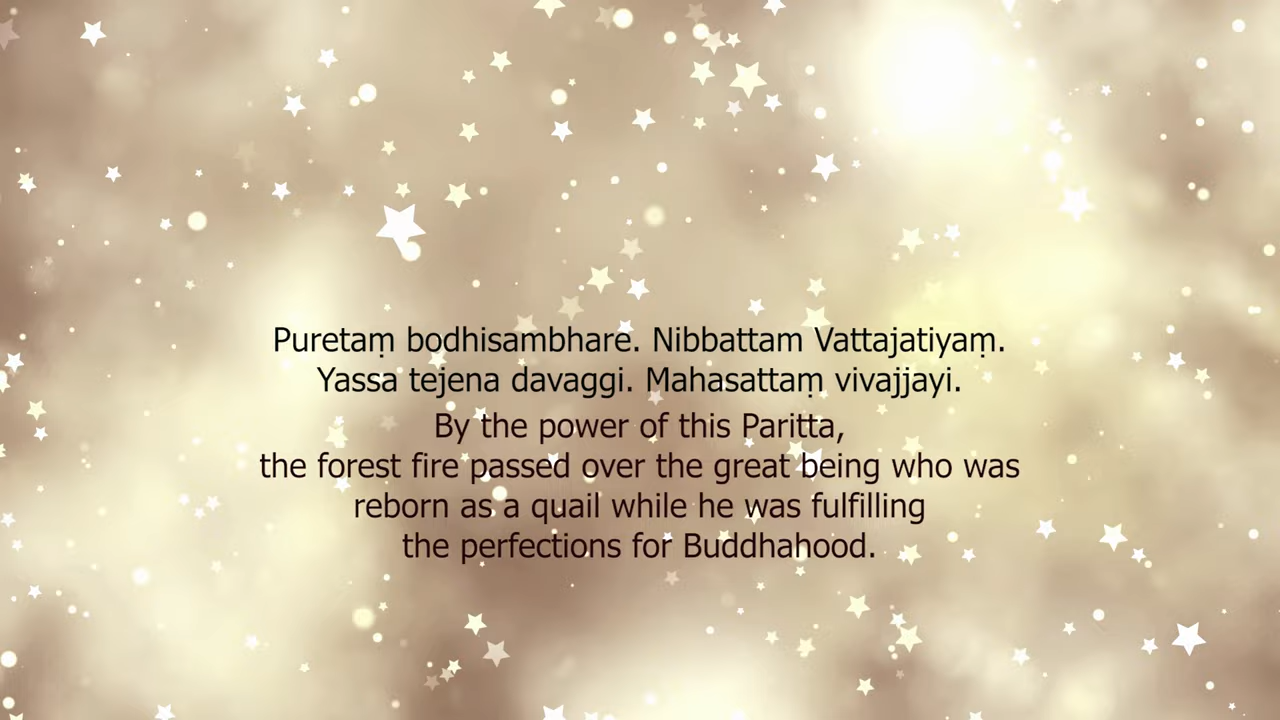 Puretaṃ bodhisambhare. Nibbattam Vattajatiyaṃ.
Yassa tejena davaggi. Mahasattaṃ vivajjayi.
By the power of this Paritta,
the forest fire passed over the great being who was
reborn as a quail while he was fulfilling
the perfections for Buddhahood.